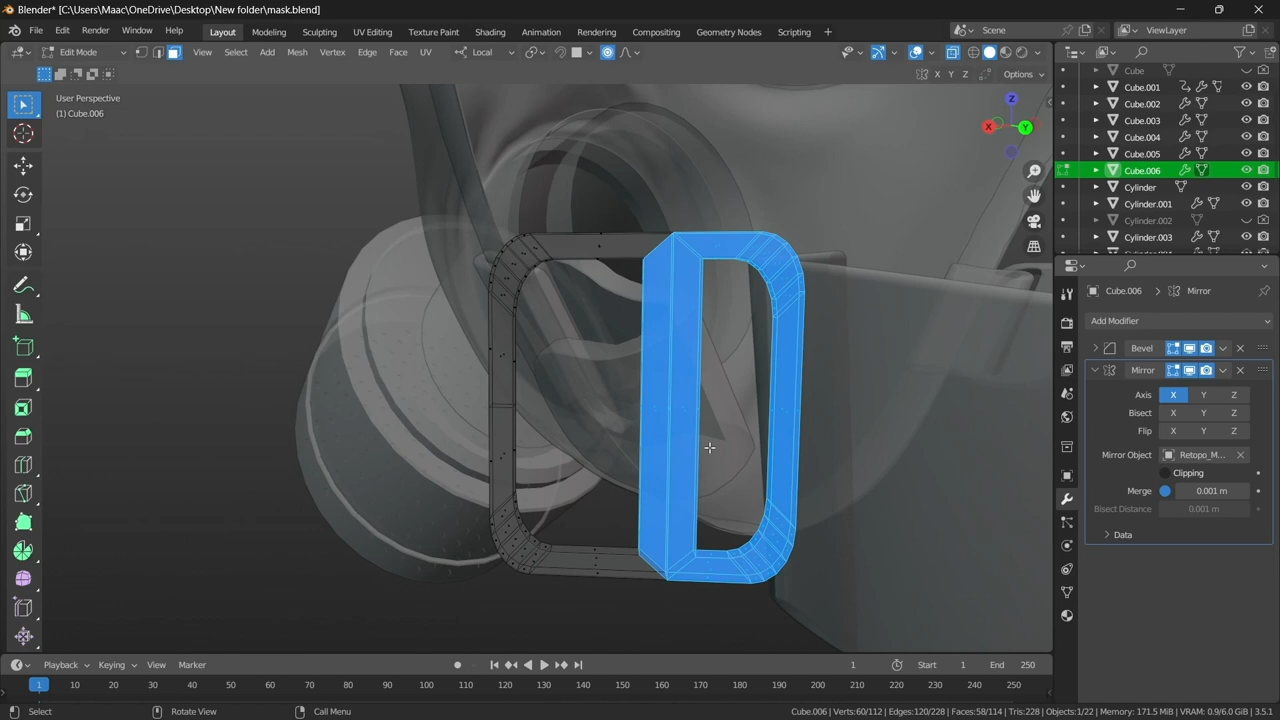 Blender* [C:\Users\Maac\OneDrive\Desktop\New folder\mask.blend]
File Edit Render Window Help Layout Modeling Sculpting UV Editing Texture Paint Shading Animation Rendering Compositing Geometry Nodes Scripting + Scene ViewLayer
Edit Mode View Select Add Mesh Vertex Edge Face UV Local
X Y Z Options
User Perspective
(1) Cube.006
Z
X
Y
Cube
Cube.001
Cube.002
Cube.003
Cube.004
Cube.005
Cube.006
Cylinder
Cylinder.001
Cylinder.002
Cylinder.003
Cube.006 > Mirror
Add Modifier
Bevel
Mirror
Axis X Y Z
Bisect X Y Z
Flip X Y Z
Mirror Object Retopo_M...
Clipping
Merge 0.001 m
Bisect Distance 0.001 m
Data
Playback Keying View Marker 1 Start 1 End 250
1 10 20 30 40 50 60 70 80 90 100 110 120 130 140 150 160 170 180 190 200 210 220 230 240 250
Select Rotate View Call Menu Cube.006 | Verts:60/112 | Edges:120/228 | Faces:58/114 | Tris:228 | Objects:1/22 | Memory: 171.5 MiB | VRAM: 0.9/6.0 GiB | 3.5.1